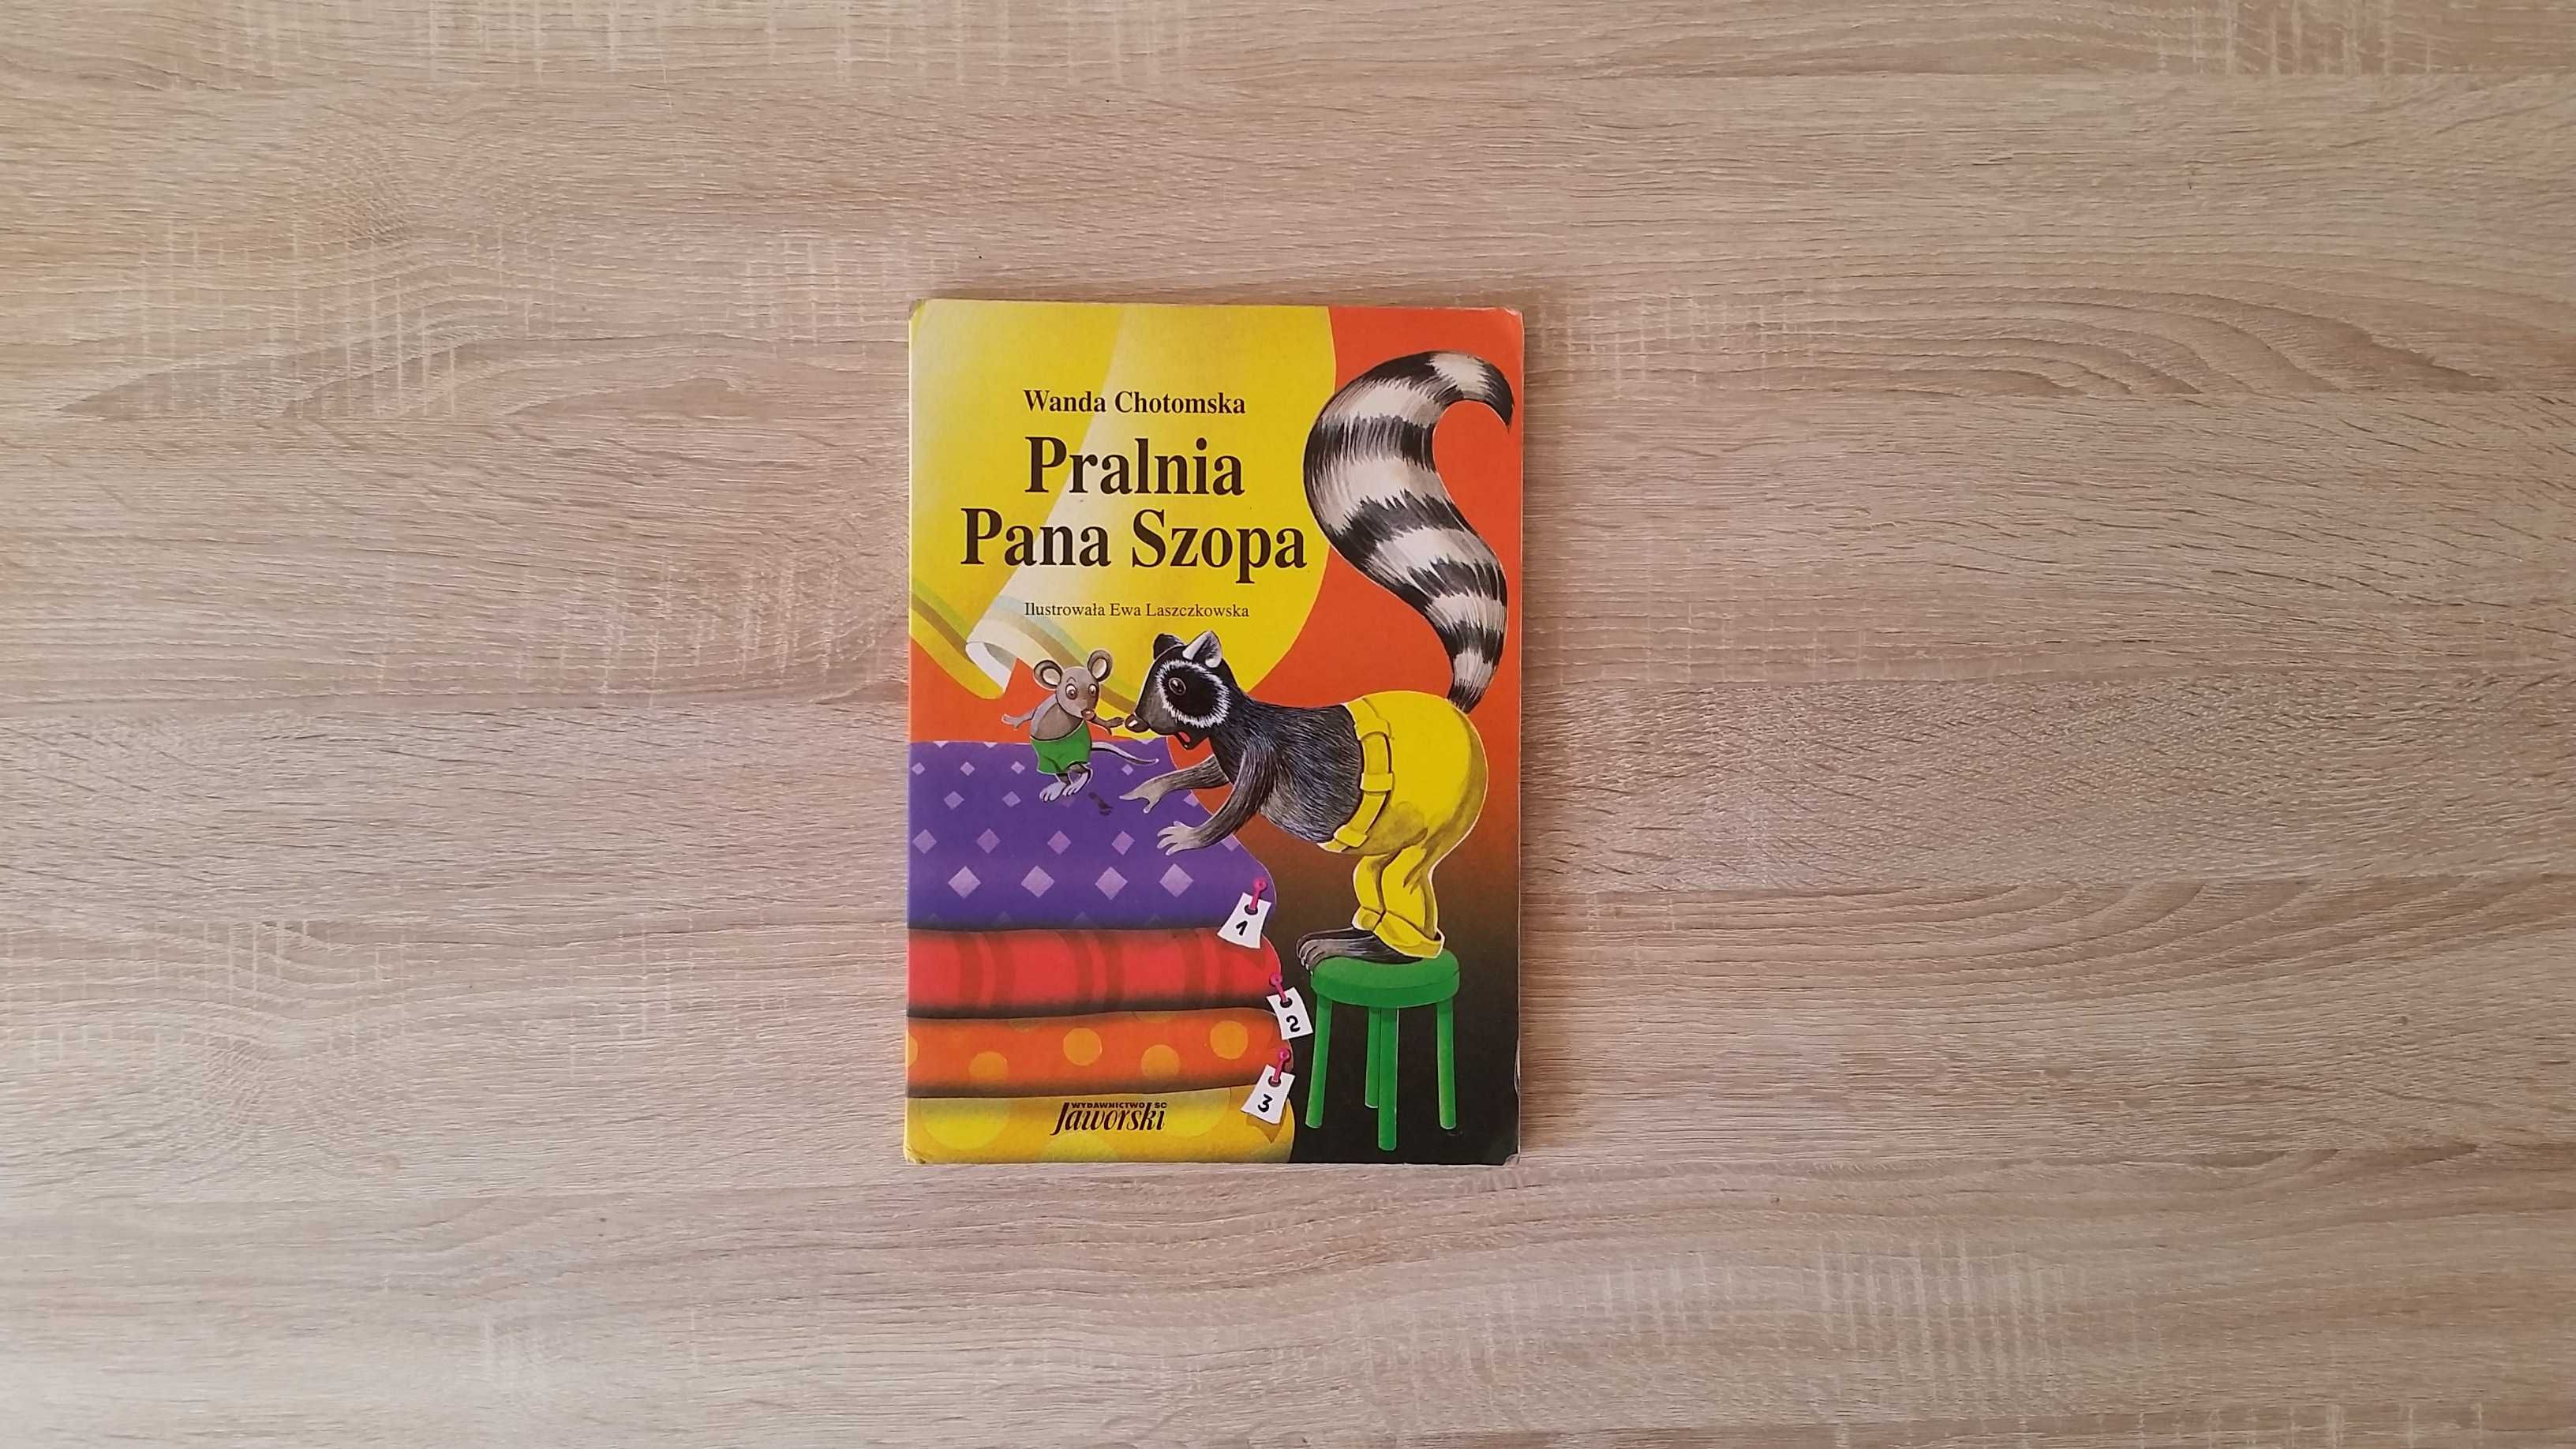 Wanda Chotomska
Pralnia
Pana Szopa
Ilustrowała Ewa Laszczkowska
1
2
3
WYDAWNICTWO SC
Jaworski